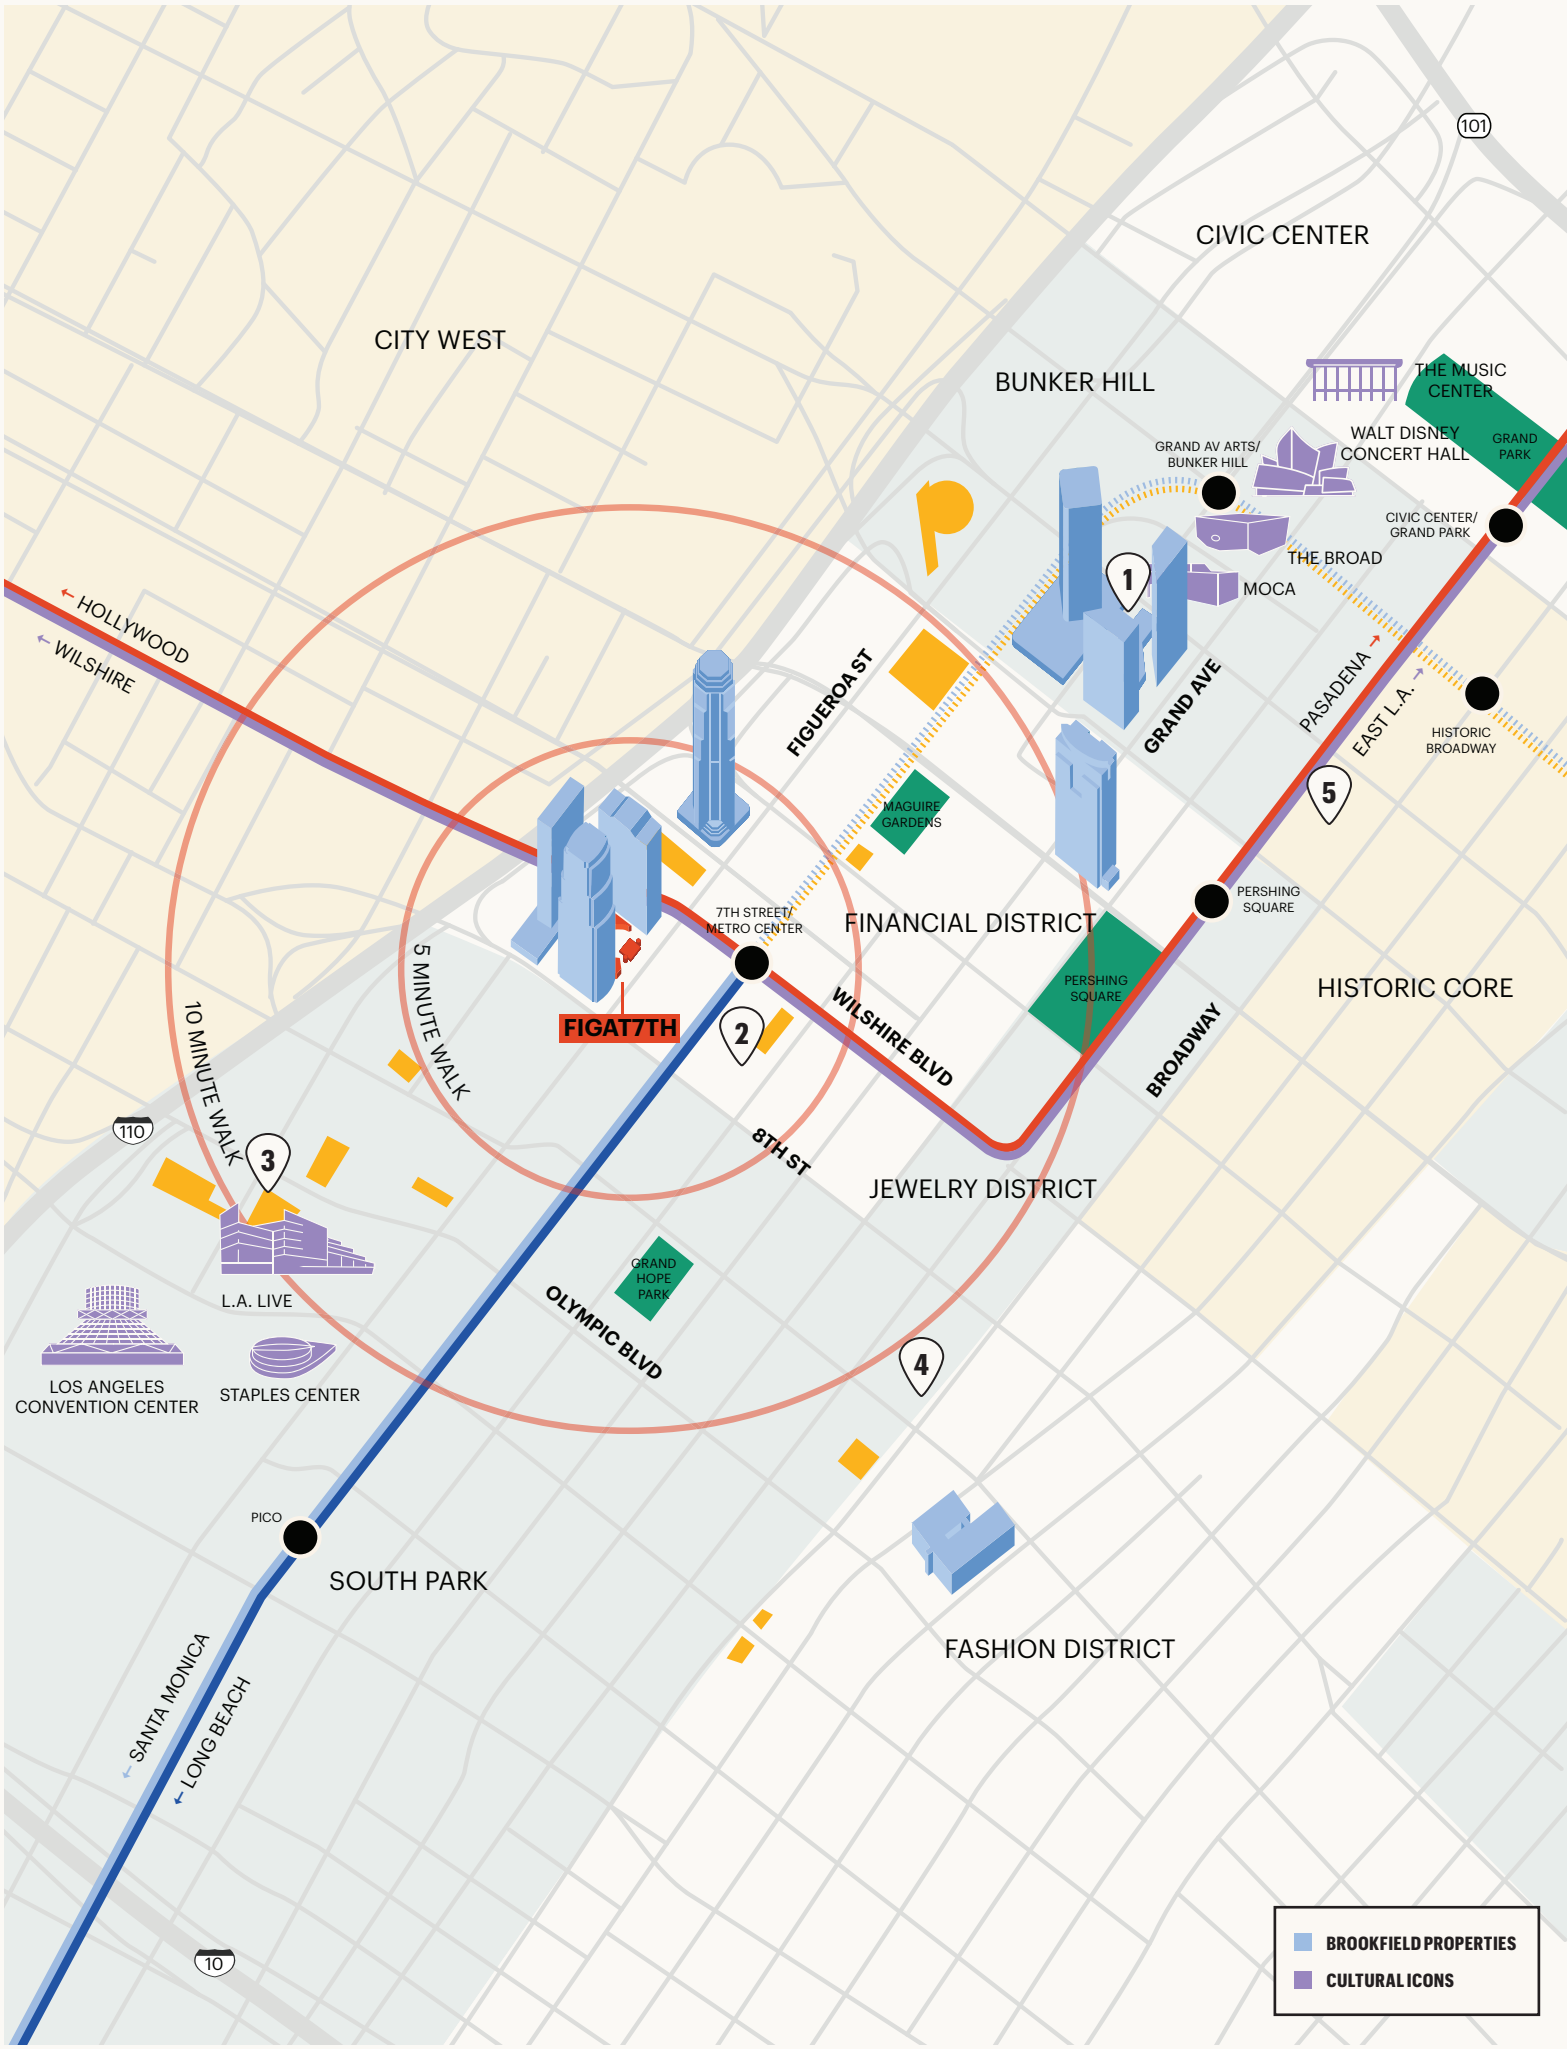 101
CIVIC CENTER
CITY WEST
BUNKER HILL
THE MUSIC
CENTER
WALT DISNEY
CONCERT HALL
GRAND
PARK
GRAND AV ARTS/
BUNKER HILL
CIVIC CENTER/
GRAND PARK
THE BROAD
1
MOCA
← HOLLYWOOD
← WILSHIRE
FIGUEROA ST
GRAND AVE
PASADENA →
EAST L.A. →
HISTORIC
BROADWAY
5
MAGUIRE
GARDENS
PERSHING
SQUARE
7TH STREET/
METRO CENTER
FINANCIAL DISTRICT
PERSHING
SQUARE
HISTORIC CORE
5 MINUTE WALK
10 MINUTE WALK
FIGAT7TH
2
WILSHIRE BLVD
BROADWAY
110
3
8TH ST
JEWELRY DISTRICT
GRAND
HOPE
PARK
L.A. LIVE
OLYMPIC BLVD
4
LOS ANGELES
CONVENTION CENTER
STAPLES CENTER
PICO
SOUTH PARK
FASHION DISTRICT
← SANTA MONICA
← LONG BEACH
10
BROOKFIELD PROPERTIES
CULTURAL ICONS